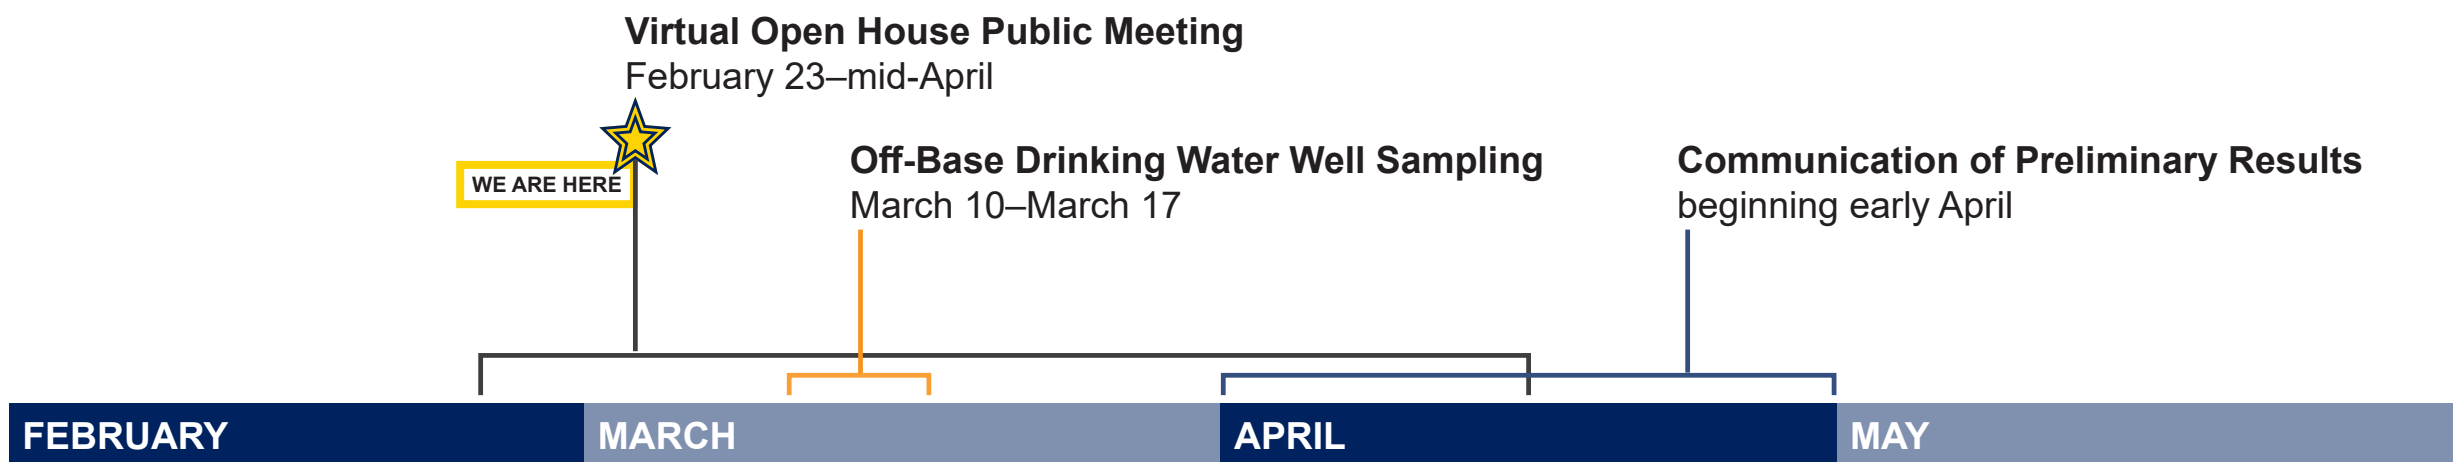 Virtual Open House Public Meeting
February 23–mid-April
WE ARE HERE
Off-Base Drinking Water Well Sampling
March 10–March 17
Communication of Preliminary Results
beginning early April
FEBRUARY
MARCH
APRIL
MAY